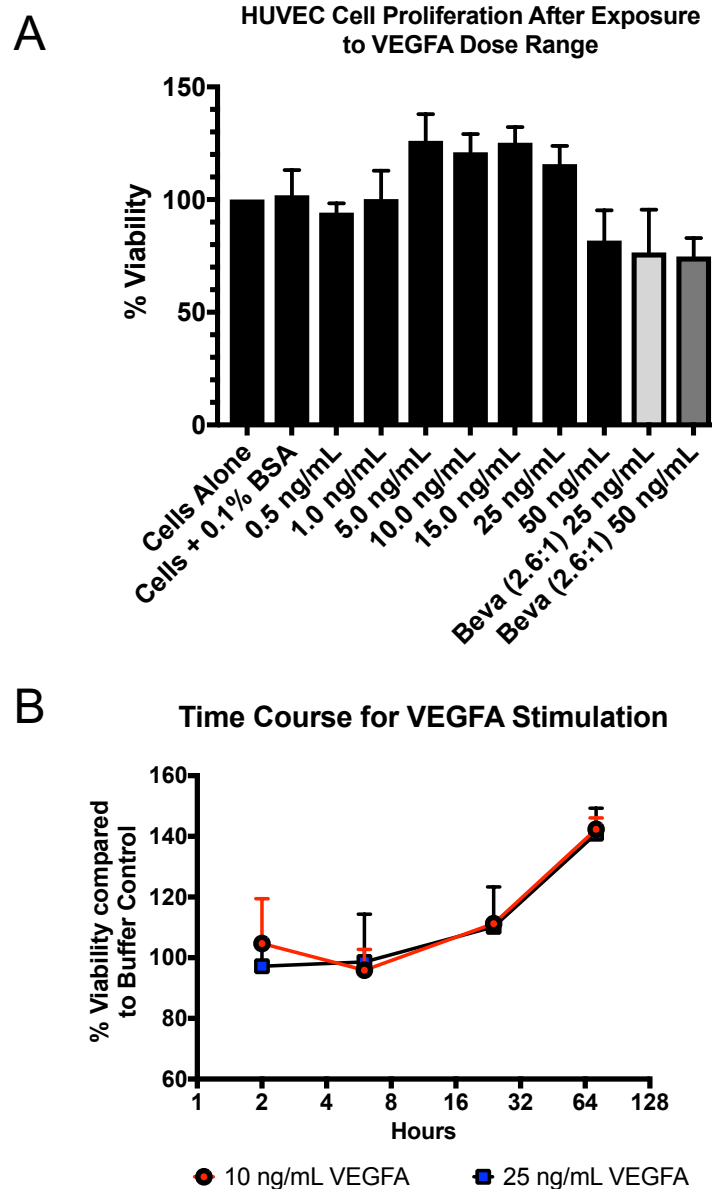 A
HUVEC Cell Proliferation After Exposure
to VEGFA Dose Range
% Viability
150
100
50
0
Cells Alone
Cells + 0.1% BSA
0.5 ng/mL
1.0 ng/mL
5.0 ng/mL
10.0 ng/mL
15.0 ng/mL
25 ng/mL
50 ng/mL
Beva (2.6:1) 25 ng/mL
Beva (2.6:1) 50 ng/mL
B
Time Course for VEGFA Stimulation
% Viability compared
to Buffer Control
160
140
120
100
80
60
1 2 4 8 16 32 64 128
Hours
10 ng/mL VEGFA 25 ng/mL VEGFA